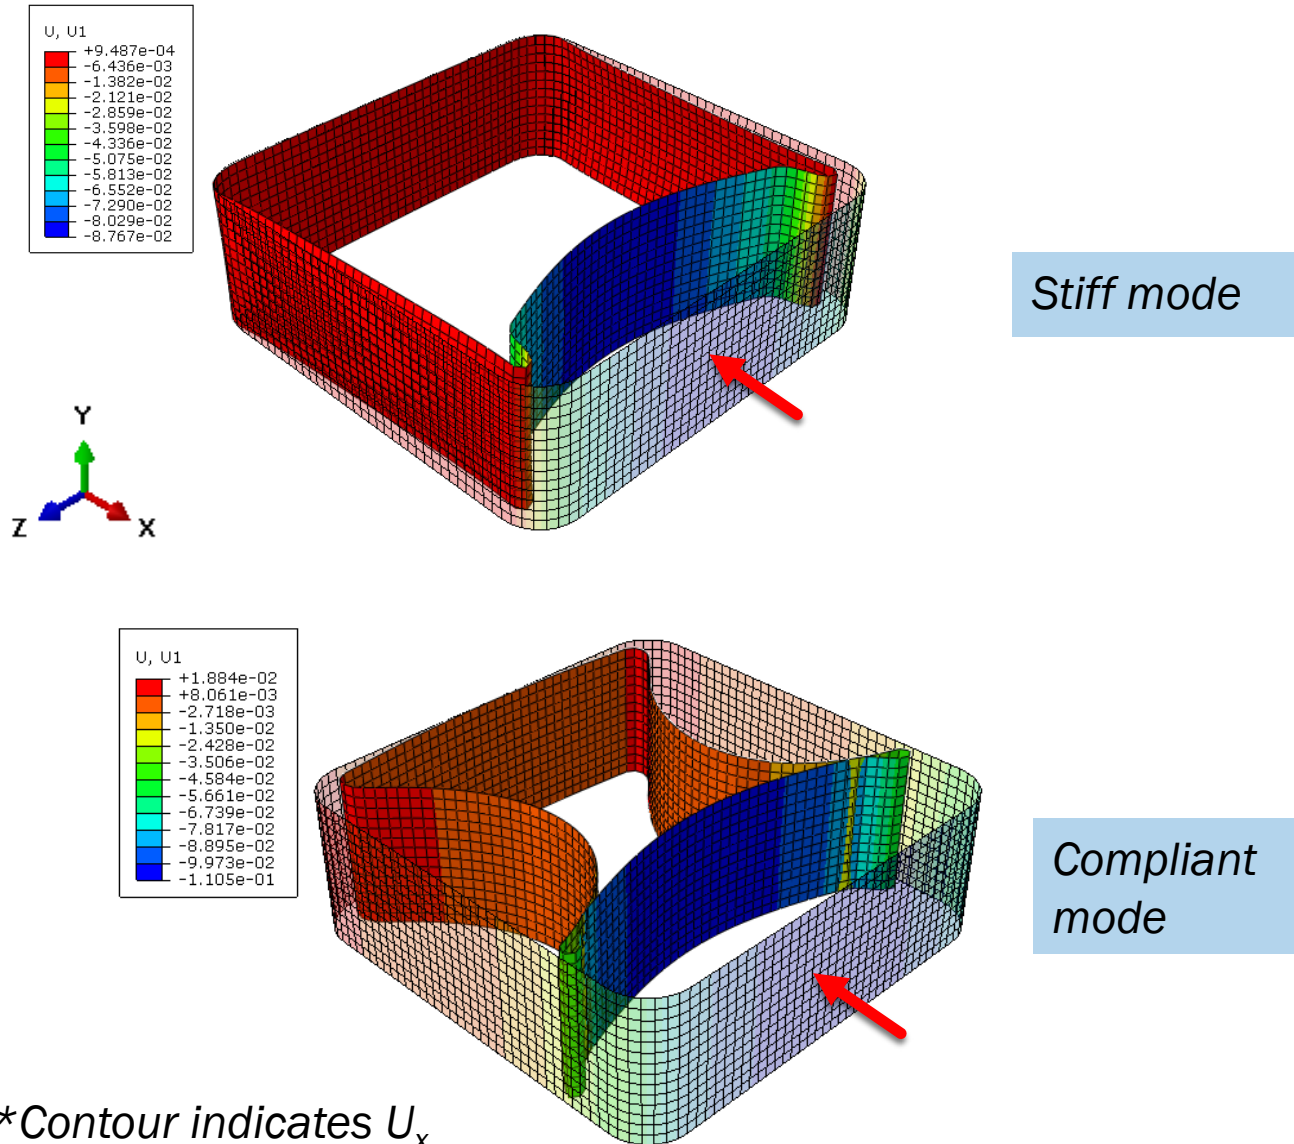 U, U1
+9.487e-04
-6.436e-03
-1.382e-02
-2.121e-02
-2.859e-02
-3.598e-02
-4.336e-02
-5.075e-02
-5.813e-02
-6.552e-02
-7.290e-02
-8.029e-02
-8.767e-02
Stiff mode
Y
Z
X
U, U1
+1.884e-02
+8.061e-03
-2.718e-03
-1.350e-02
-2.428e-02
-3.506e-02
-4.584e-02
-5.661e-02
-6.739e-02
-7.817e-02
-8.895e-02
-9.973e-02
-1.105e-01
Compliant
mode
*Contour indicates Uₓ